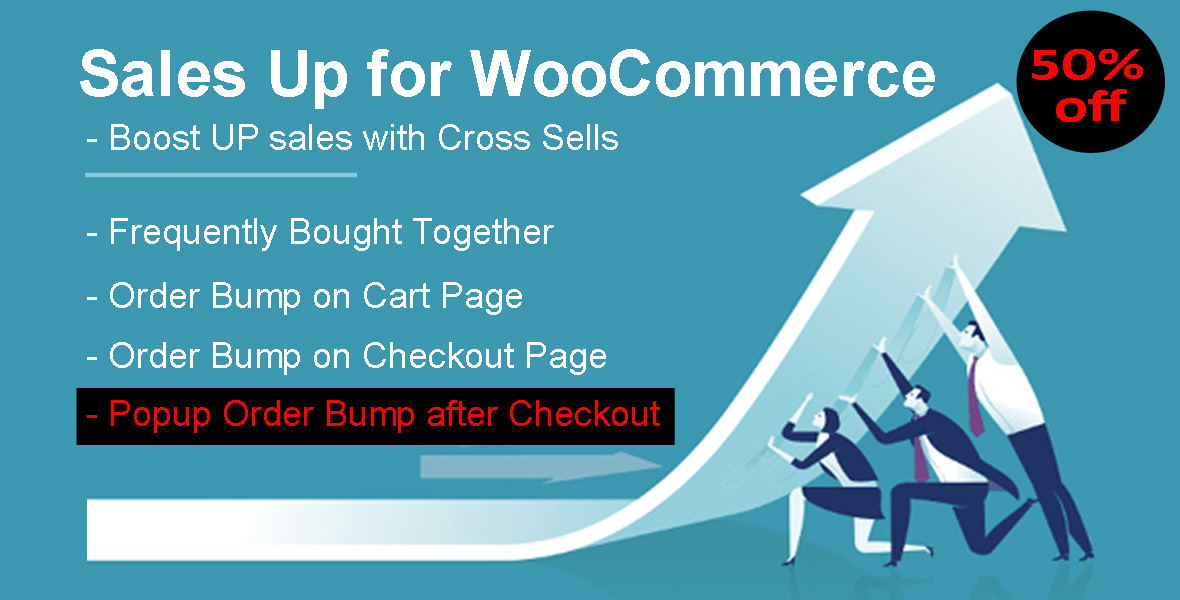 Sales Up for WooCommerce
- Boost UP sales with Cross Sells
- Frequently Bought Together
- Order Bump on Cart Page
- Order Bump on Checkout Page
- Popup Order Bump after Checkout
50%
off